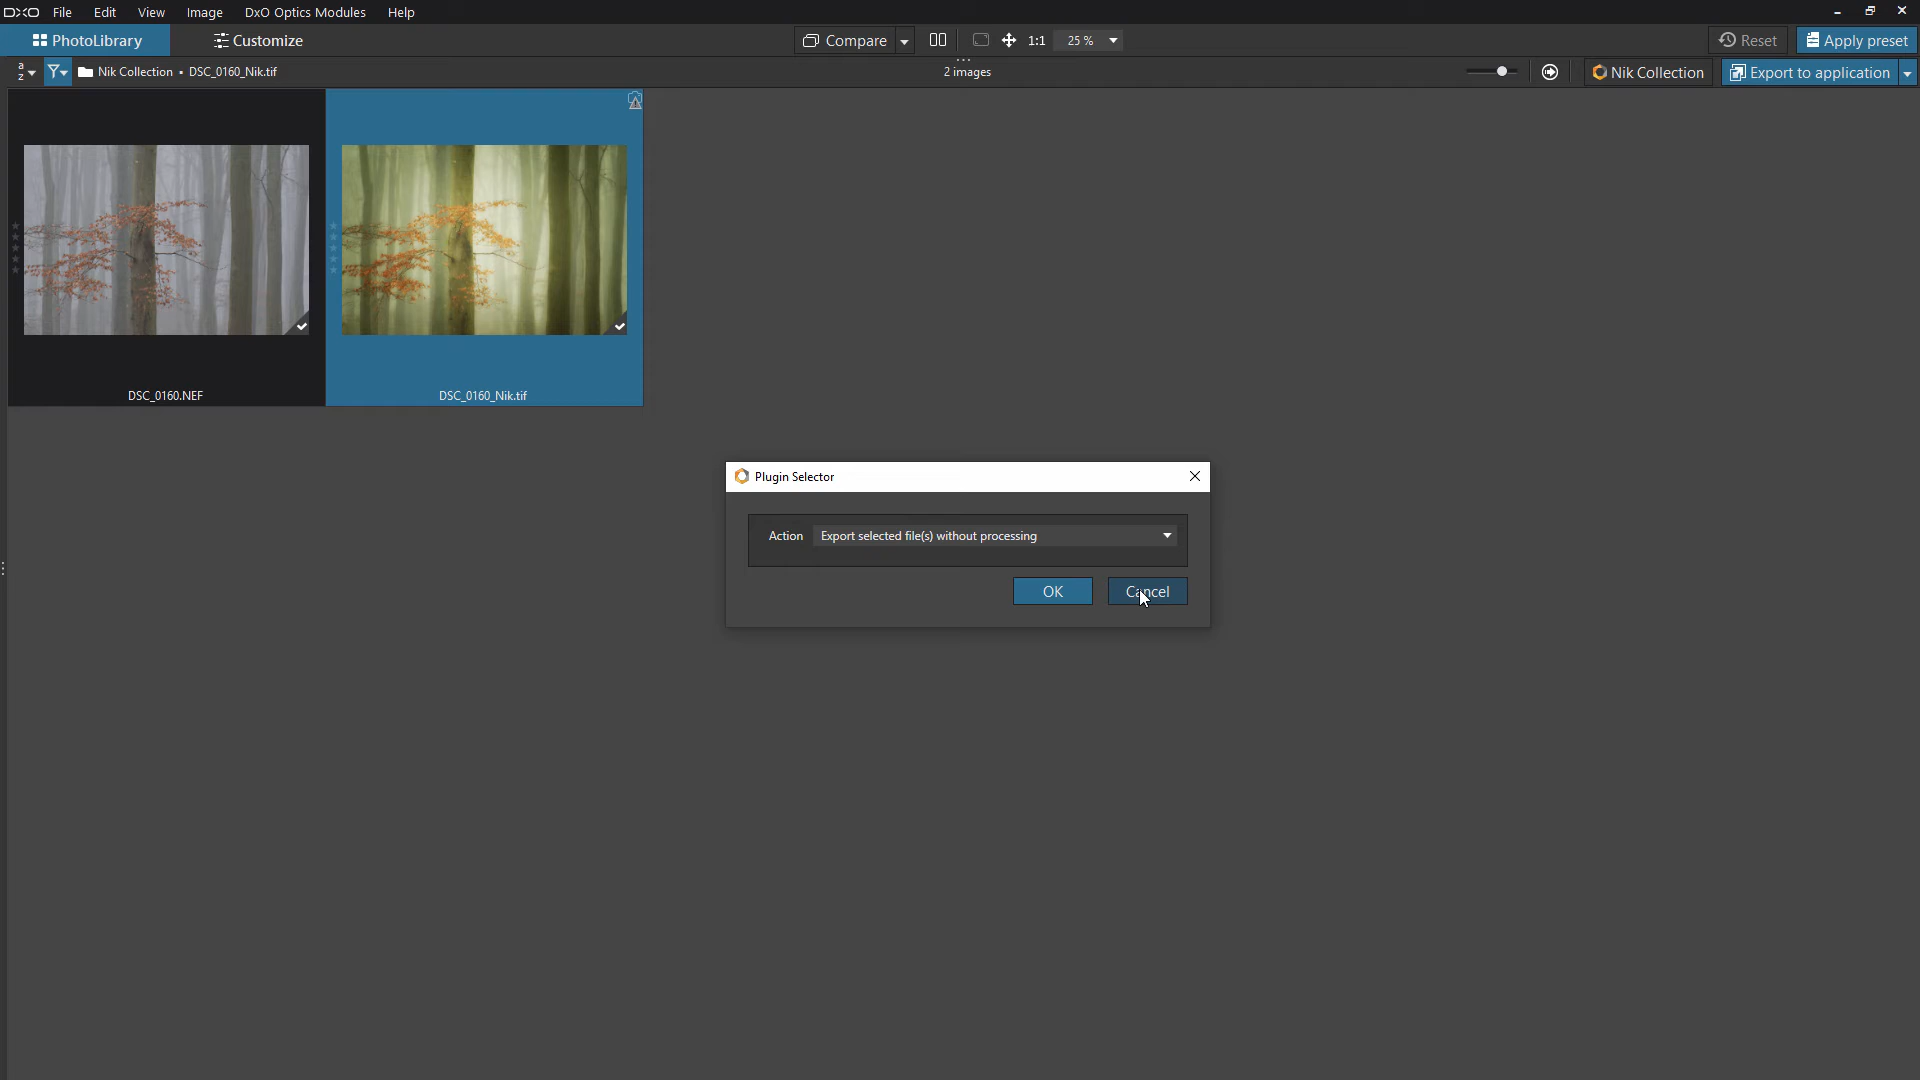 DXO File Edit View Image DxO Optics Modules Help
PhotoLibrary Customize Compare 1:1 25 % Reset Apply preset
a
z Nik Collection • DSC_0160_Nik.tif 2 images Nik Collection Export to application
DSC_0160.NEF DSC_0160_Nik.tif
Plugin Selector
Action Export selected file(s) without processing
OK Cancel